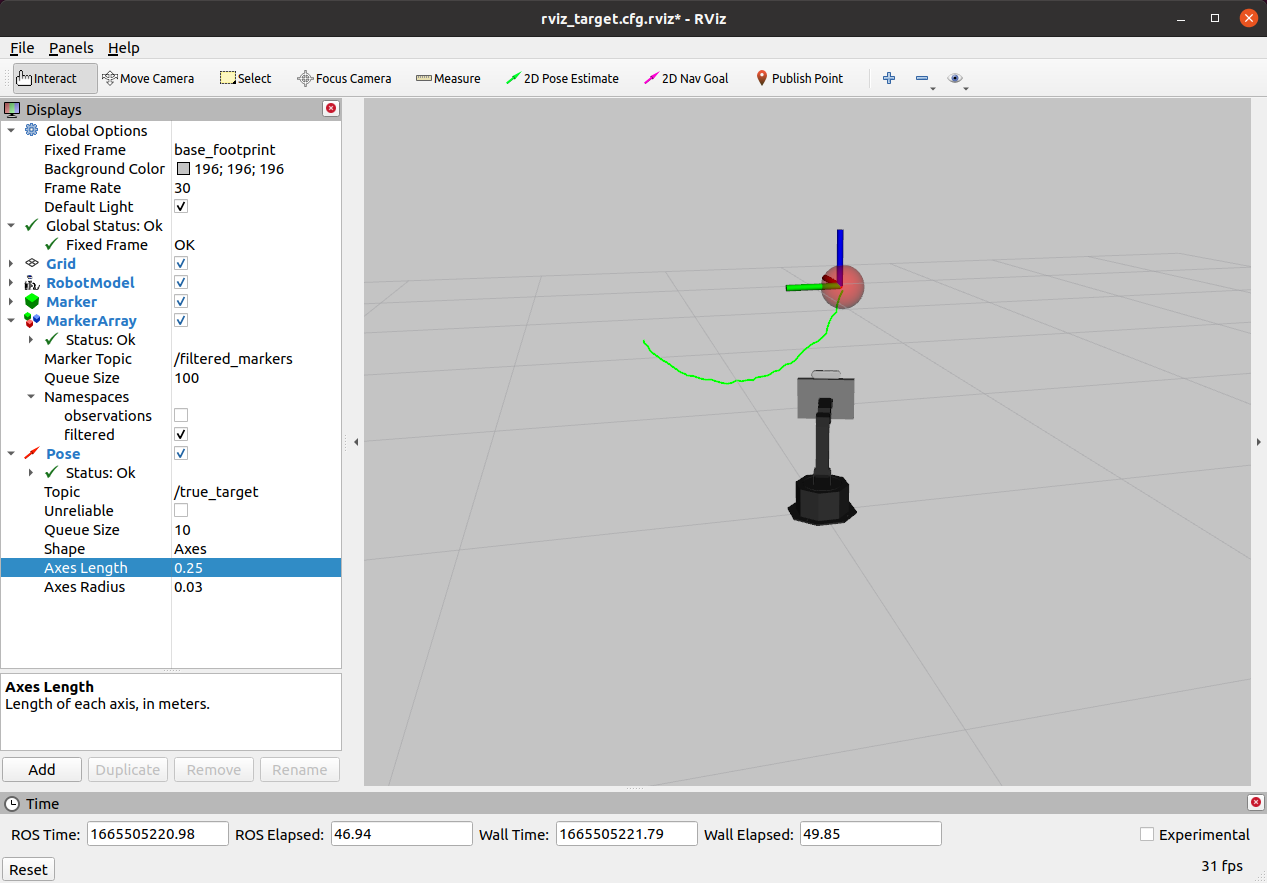 rviz_target.cfg.rviz* - RViz
File Panels Help
Interact Move Camera Select Focus Camera Measure 2D Pose Estimate 2D Nav Goal Publish Point
Displays
Global Options
Fixed Frame base_footprint
Background Color 196; 196; 196
Frame Rate 30
Default Light
Global Status: Ok
Fixed Frame OK
Grid
RobotModel
Marker
MarkerArray
Status: Ok
Marker Topic /filtered_markers
Queue Size 100
Namespaces
observations
filtered
Pose
Status: Ok
Topic /true_target
Unreliable
Queue Size 10
Shape Axes
Axes Length 0.25
Axes Radius 0.03
Axes Length
Length of each axis, in meters.
Add Duplicate Remove Rename
Time
ROS Time: 1665505220.98 ROS Elapsed: 46.94 Wall Time: 1665505221.79 Wall Elapsed: 49.85 Experimental
Reset 31 fps